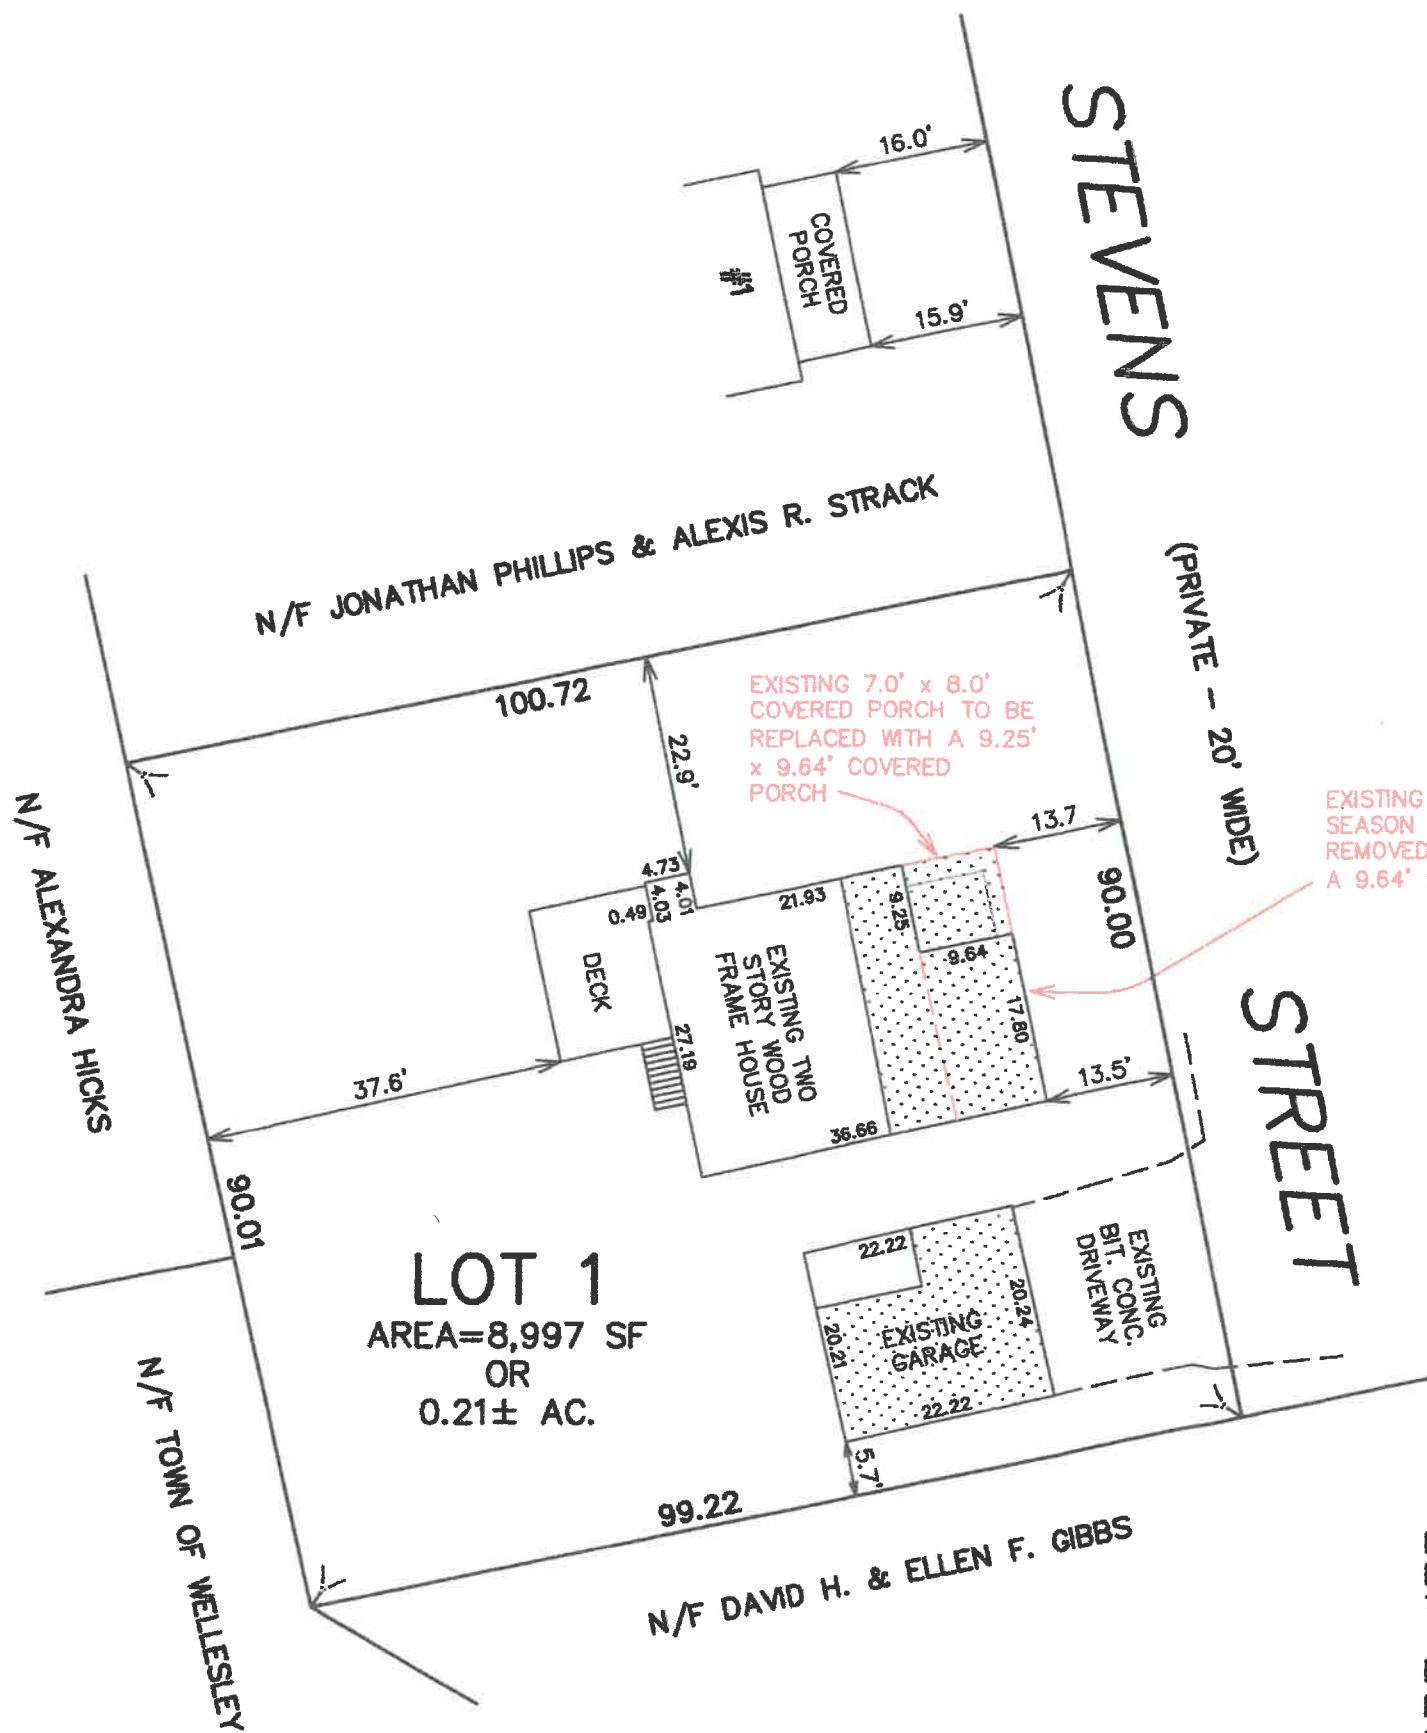 STEVENS
STREET
(PRIVATE - 20' WIDE)
16.0'
COVERED
PORCH
#1
15.9'
N/F JONATHAN PHILLIPS & ALEXIS R. STRACK
100.72
22.9'
EXISTING 7.0' x 8.0'
COVERED PORCH TO BE
REPLACED WITH A 9.25'
x 9.64' COVERED
PORCH
13.7
90.00
EXISTING
SEASON
REMOVED
A 9.64'
N/F ALEXANDRA HICKS
4.73
4.01
4.03
0.49
21.93
9.25
9.64
17.80
DECK
EXISTING TWO
STORY WOOD
FRAME HOUSE
27.19
37.6'
13.5'
36.66
90.01
LOT 1
AREA=8,997 SF
OR
0.21± AC.
22.22
20.24
EXISTING
GARAGE
20.21
22.22
EXISTING
BIT. CONC.
DRIVEWAY
5.7'
99.22
N/F TOWN OF WELLESLEY
N/F DAVID H. & ELLEN F. GIBBS